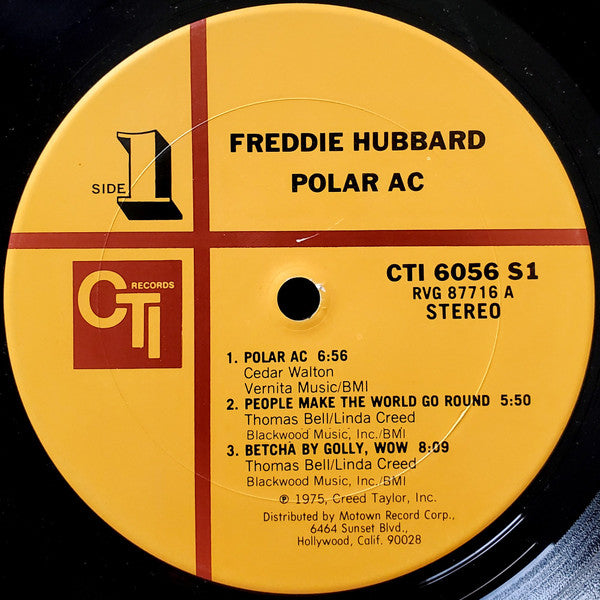 SIDE 1
FREDDIE HUBBARD
POLAR AC
CTI RECORDS
CTI 6056 S1
RVG 87716 A
STEREO
1. POLAR AC 6:56
Cedar Walton
Vernita Music/BMI
2. PEOPLE MAKE THE WORLD GO ROUND 5:50
Thomas Bell/Linda Creed
Blackwood Music, Inc./BMI
3. BETCHA BY GOLLY, WOW 8:09
Thomas Bell/Linda Creed
Blackwood Music, Inc./BMI
℗ 1975, Creed Taylor, Inc.
Distributed by Motown Record Corp.,
6464 Sunset Blvd.,
Hollywood, Calif. 90028